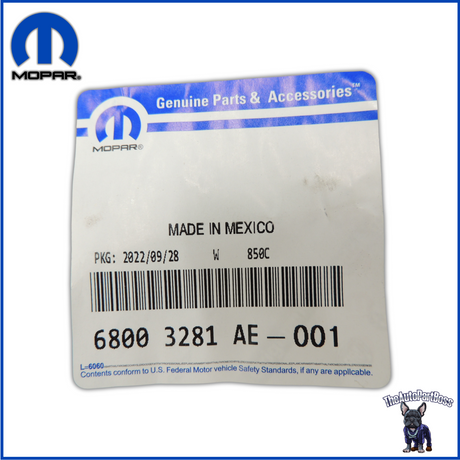 MOPAR®
Genuine Parts & Accessories™
MOPAR®
MADE IN MEXICO
PKG: 2022/09/28 W 850C
6800 3281 AE - 001
L=6060
Contents conform to U.S. Federal Motor vehicle Safety Standards, if any are applicable.
TheAutoPartBoss